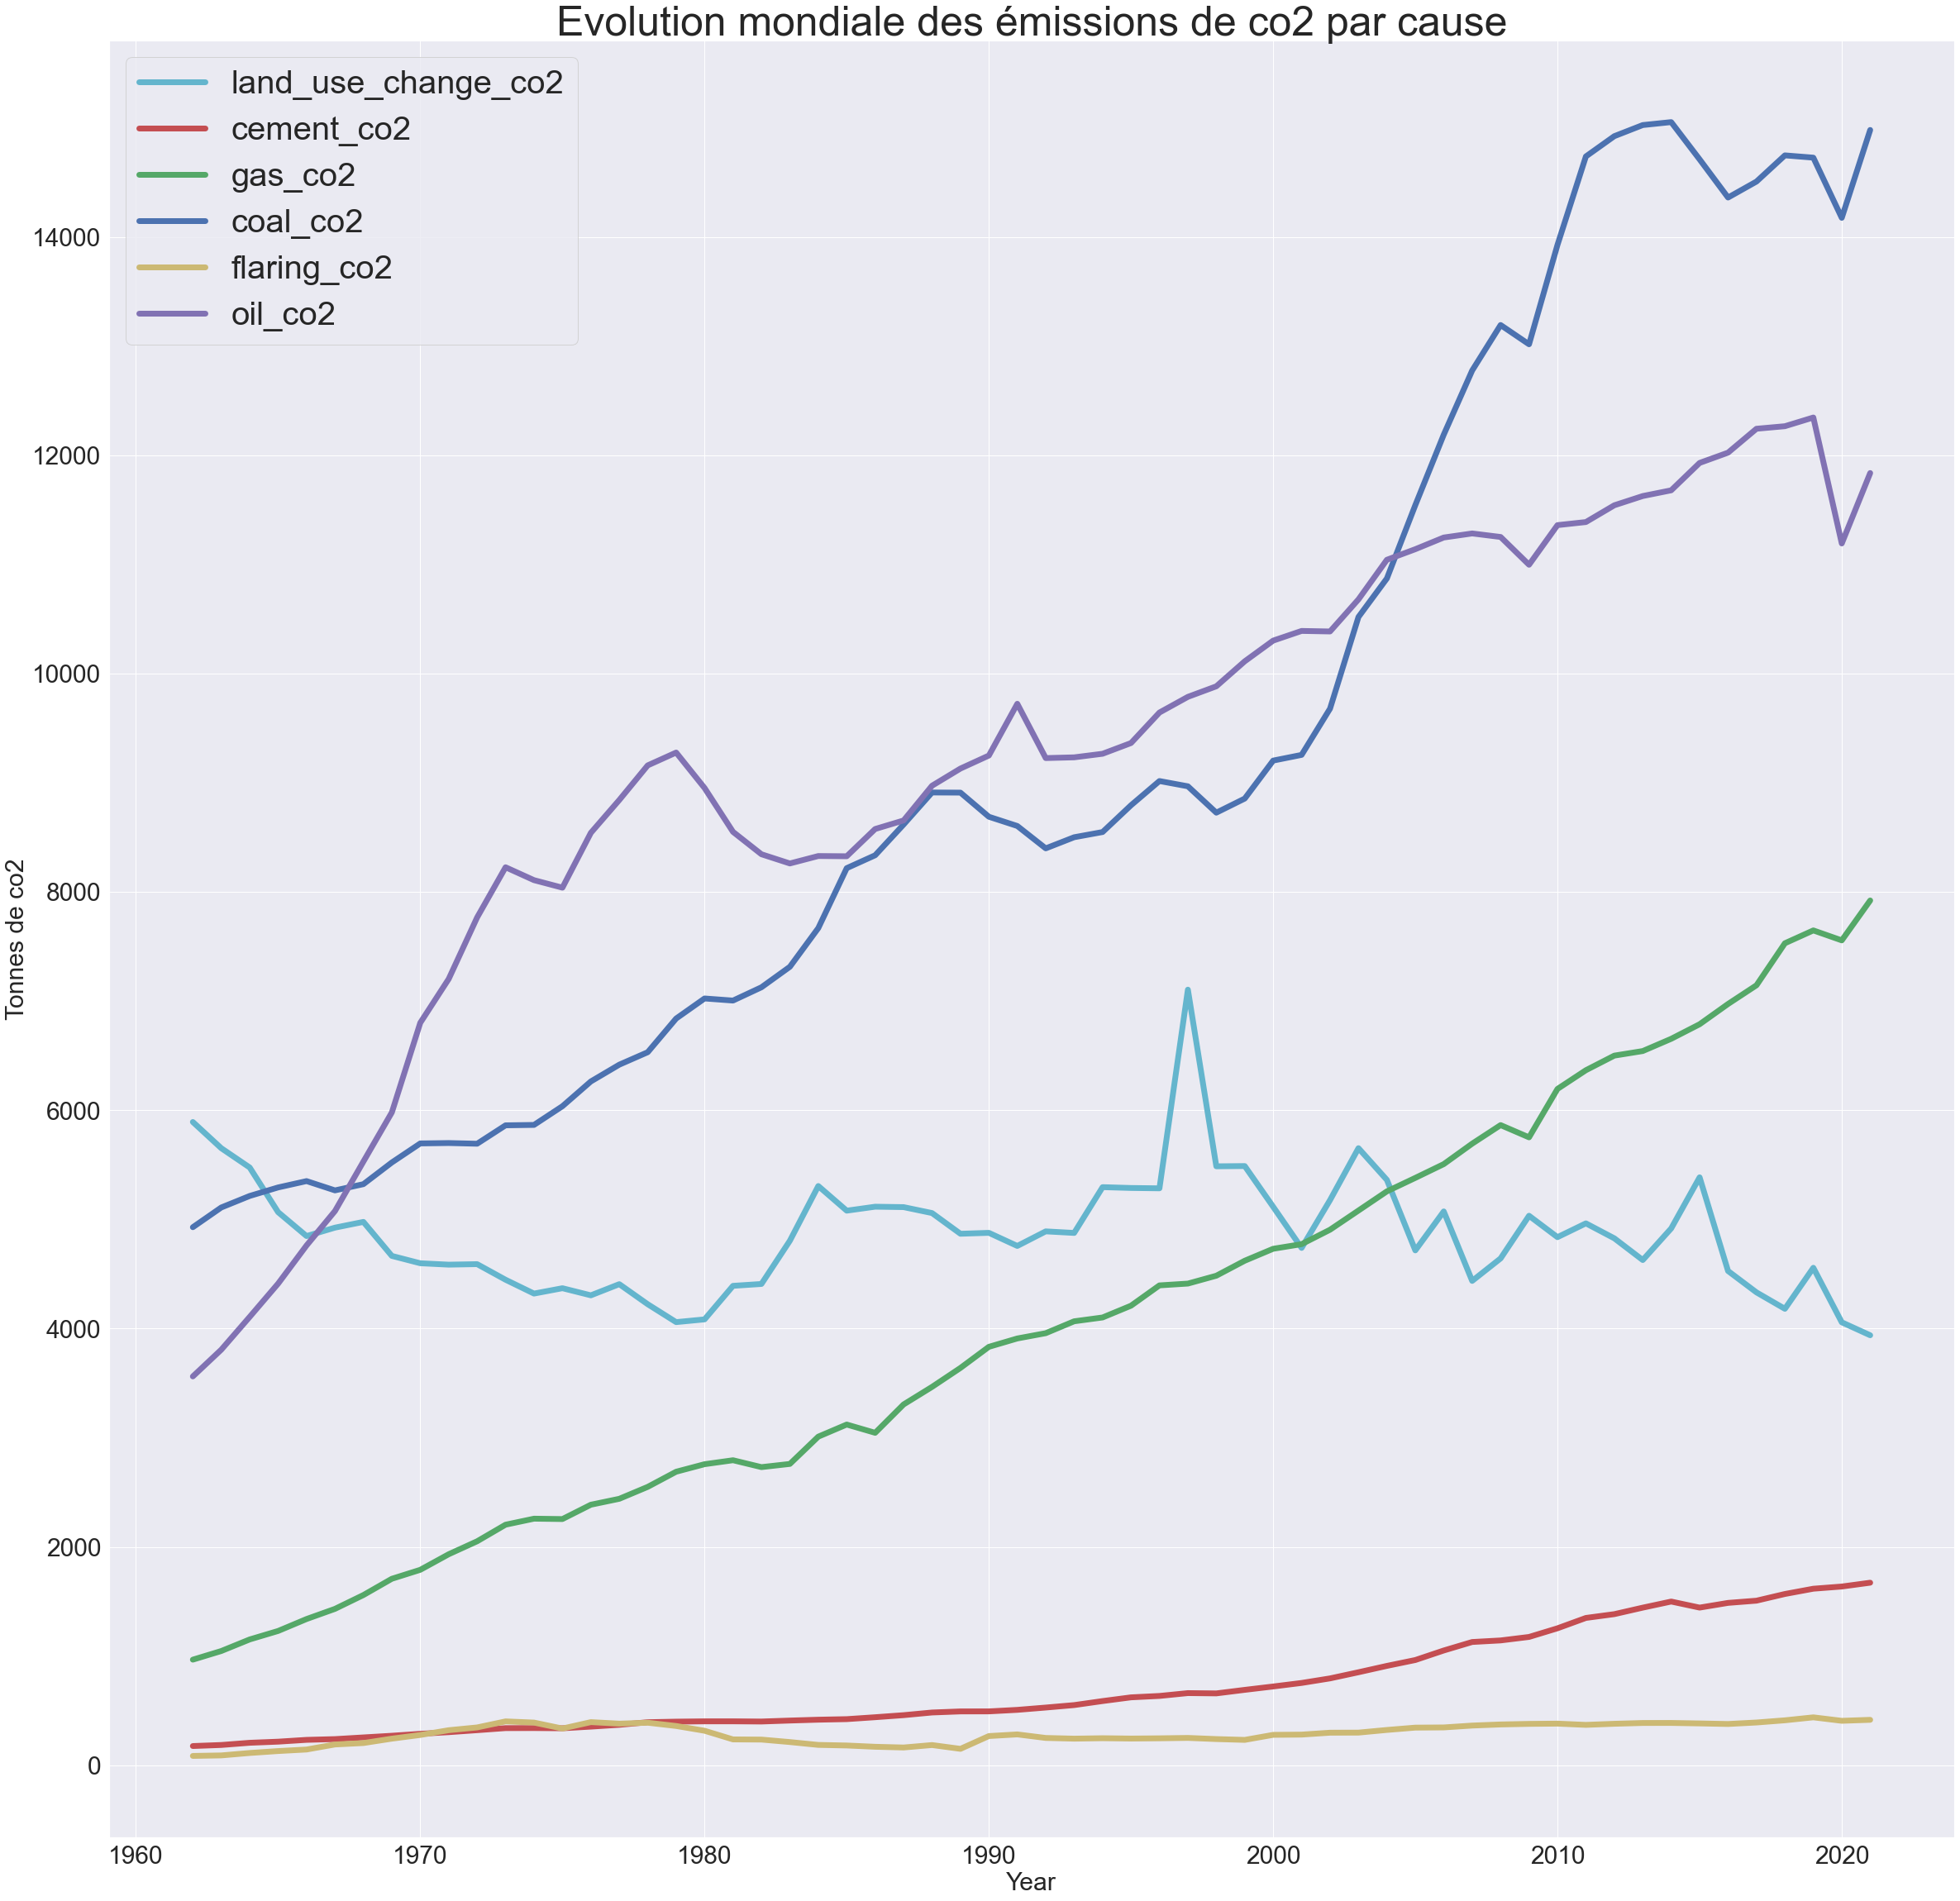 Evolution mondiale des émissions de co2 par cause
land_use_change_co2
cement_co2
gas_co2
coal_co2
flaring_co2
oil_co2
14000
12000
10000
8000
6000
4000
2000
0
Tonnes de co2
1960 1970 1980 1990 2000 2010 2020
Year